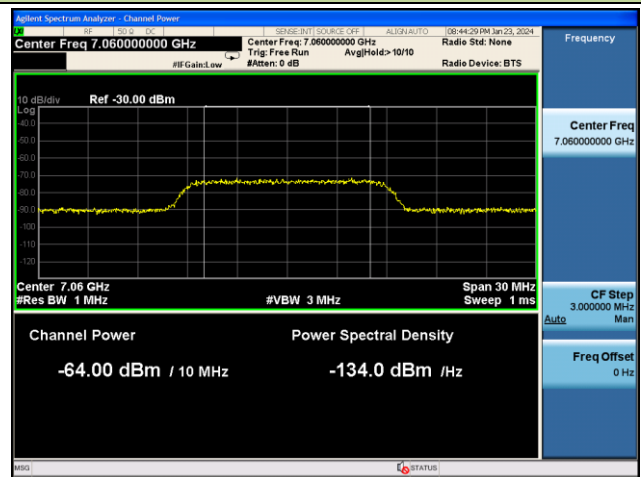 Agilent Spectrum Analyzer - Channel Power
RF 50 Ω DC SENSE:INT SOURCE OFF ALIGN AUTO 08:44:29 PM Jan 23, 2024
Center Freq 7.060000000 GHz
Center Freq: 7.060000000 GHz
Radio Std: None
Trig: Free Run Avg|Hold:> 10/10
#IFGain:Low
#Atten: 0 dB
Radio Device: BTS
Frequency
10 dB/div Ref -30.00 dBm
Log
-40.0
-50.0
-60.0
-70.0
-80.0
-90.0
-100
-110
-120
Center 7.06 GHz
Span 30 MHz
#Res BW 1 MHz
#VBW 3 MHz
Sweep 1 ms
Channel Power
Power Spectral Density
-64.00 dBm / 10 MHz
-134.0 dBm /Hz
Center Freq
7.060000000 GHz
CF Step
3.000000 MHz
Auto Man
Freq Offset
0 Hz
MSG
STATUS